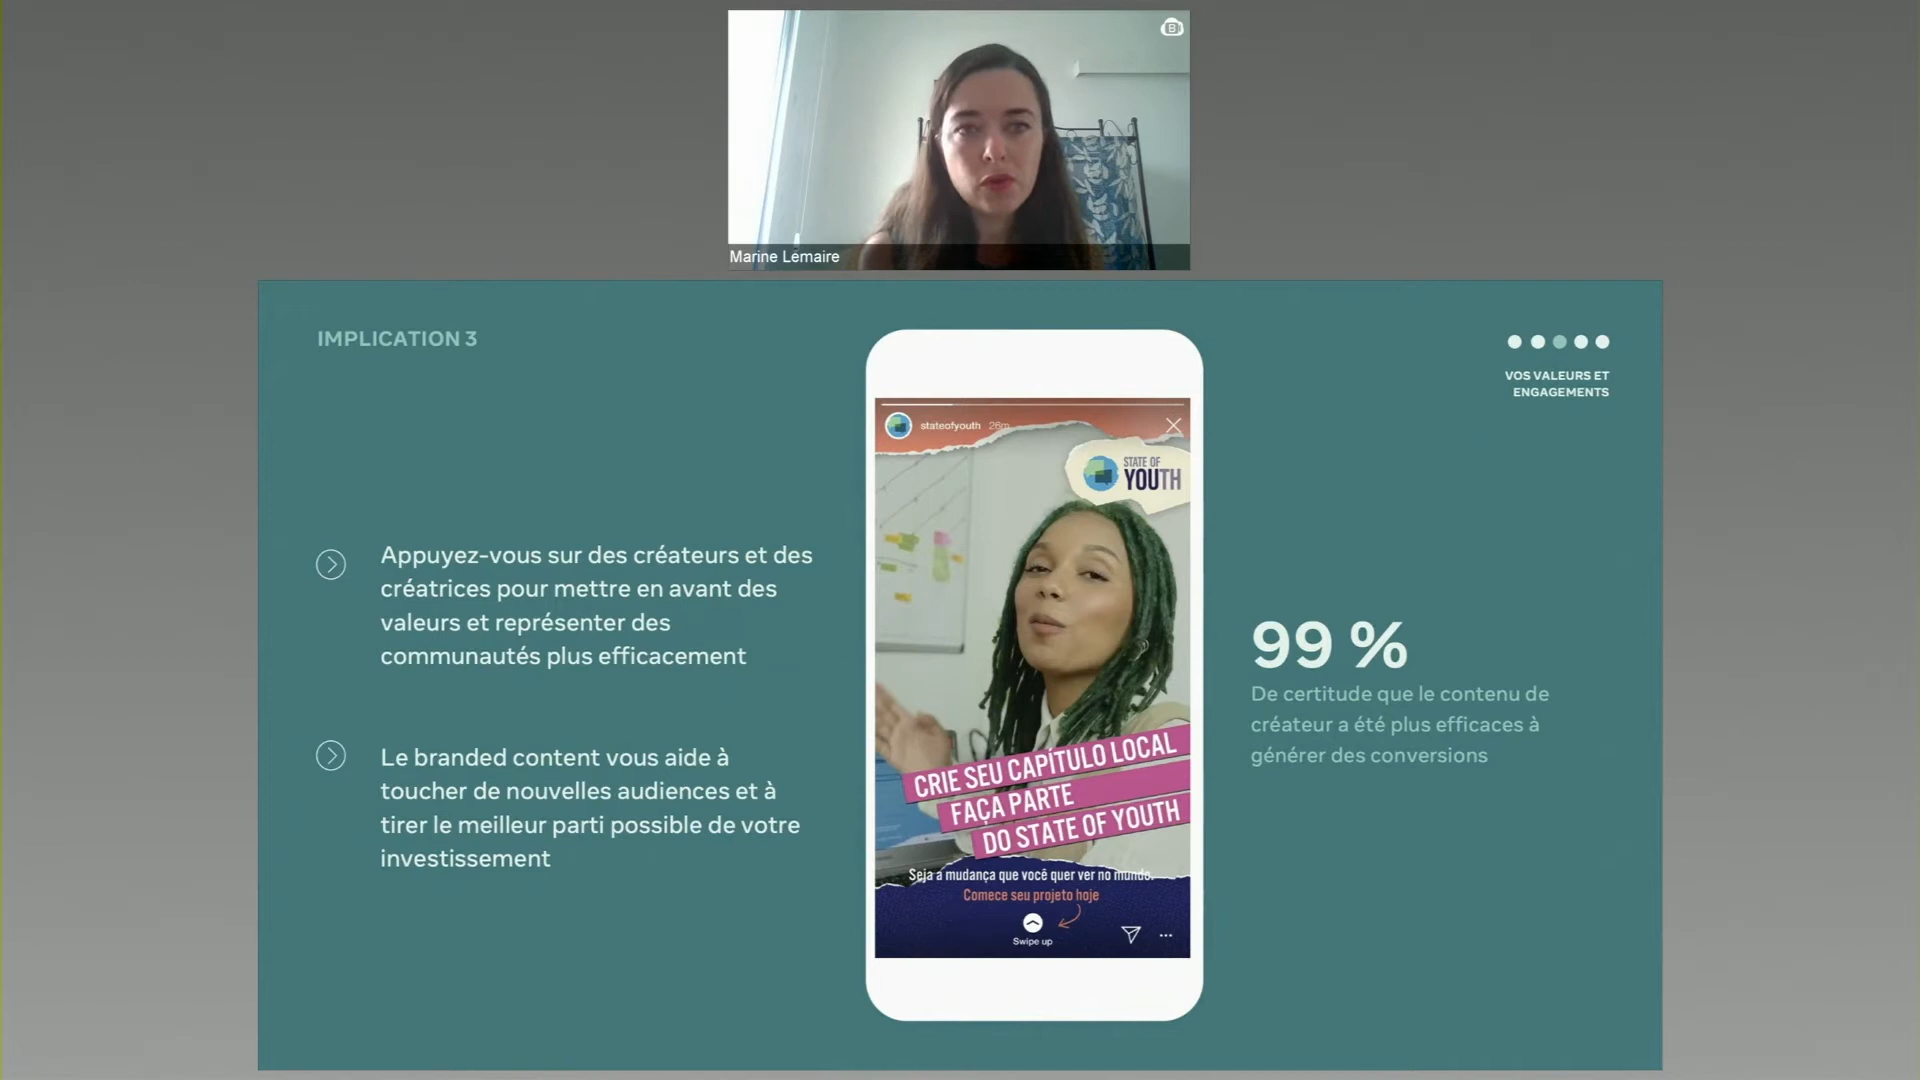 B
Marine Lemaire
IMPLICATION 3
VOS VALEURS ET
ENGAGEMENTS
Appuyez-vous sur des créateurs et des
créatrices pour mettre en avant des
valeurs et représenter des
communautés plus efficacement
Le branded content vous aide à
toucher de nouvelles audiences et à
tirer le meilleur parti possible de votre
investissement
stateofyouth 26m
STATE OF
YOUTH
CRIE SEU CAPÍTULO LOCAL
FAÇA PARTE
DO STATE OF YOUTH
Seja a mudança que você quer ver no mundo.
Comece seu projeto hoje
Swipe up
99 %
De certitude que le contenu de
créateur a été plus efficaces à
générer des conversions